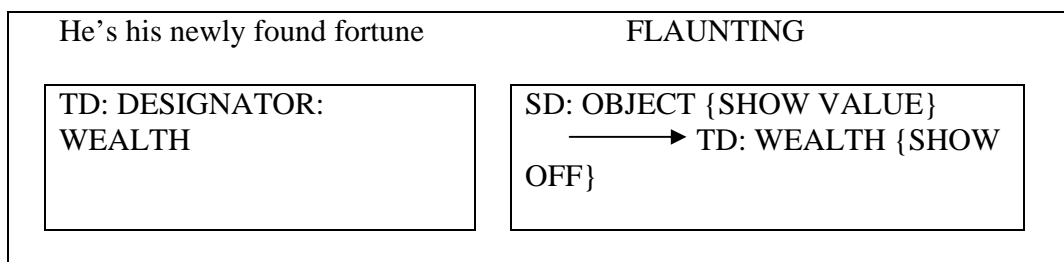 He’s his newly found fortune FLAUNTING
TD: DESIGNATOR:
WEALTH
SD: OBJECT {SHOW VALUE}
TD: WEALTH {SHOW
OFF}